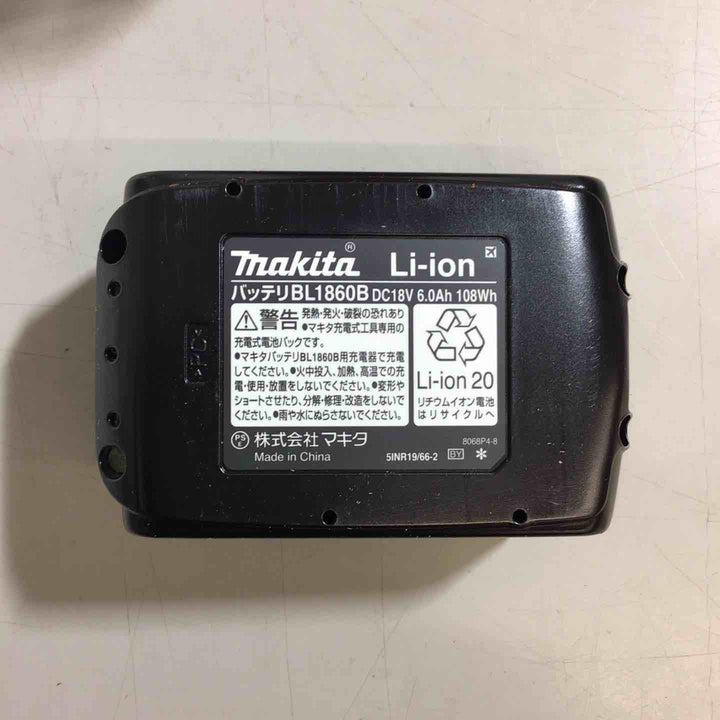 makita® Li-ion
バッテリBL1860B DC18V 6.0Ah 108Wh
警告 発熱・発火・破裂の恐れあり
●マキタ充電式工具専用の
充電式電池パックです。
●マキタバッテリBL1860B用充電器で充電
してください。●火中投入、加熱、高温での充
電・使用・放置をしないでください。●変形や
ショートさせたり、分解・修理・改造をしないで
ください。●雨や水にぬらさないでください。
Li-ion 20
リチウムイオン電池
はリサイクルへ
PSE 株式会社マキタ
Made in China
8068P4-8
5INR19/66-2 BY *
>PC<